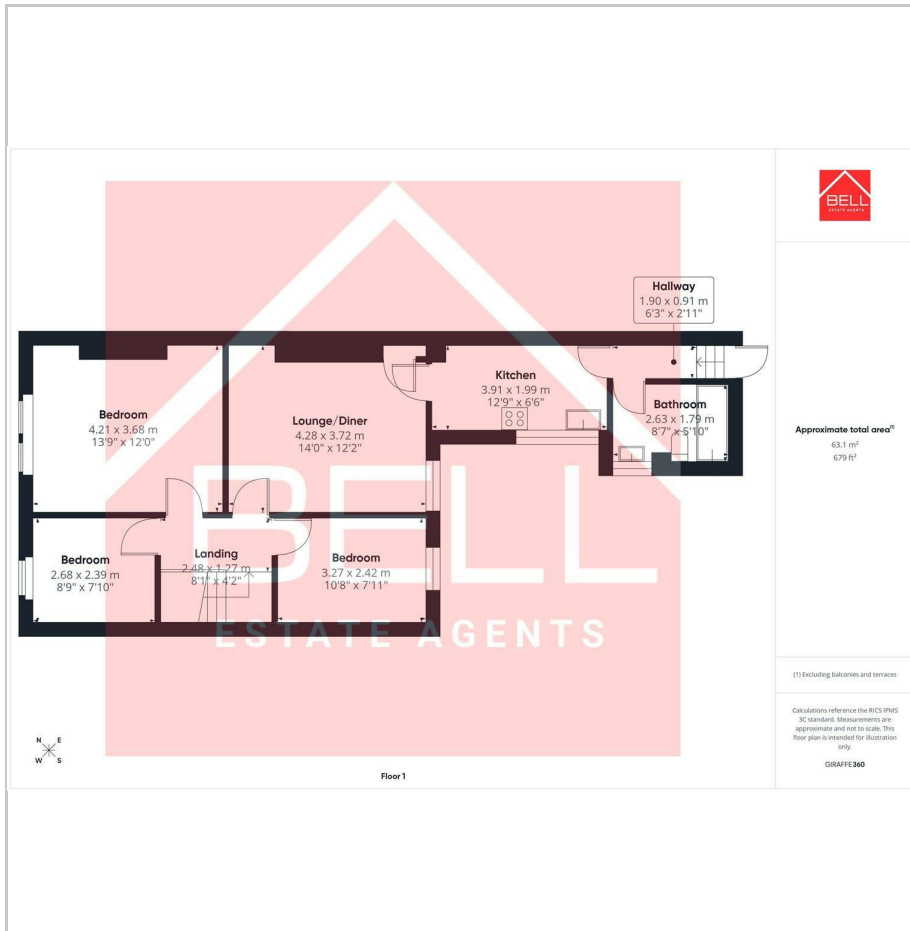 BELL
ESTATE AGENTS
Hallway
1.90 x 0.91 m
6'3" x 2'11"
Kitchen
3.91 x 1.99 m
12'9" x 6'6"
Bedroom
4.21 x 3.68 m
13'9" x 12'0"
Lounge/Diner
4.28 x 3.72 m
14'0" x 12'2"
Bathroom
2.63 x 1.79 m
8'7" x 5'10"
Bedroom
2.68 x 2.39 m
8'9" x 7'10"
Landing
2.48 x 1.27 m
8'1" x 4'2"
Bedroom
3.27 x 2.42 m
10'8" x 7'11"
BELL
ESTATE AGENTS
N E
W S
Floor 1
Approximate total area(1)
63.1 m²
679 ft²
(1) Excluding balconies and terraces
Calculations reference the RICS IPMS
3C standard. Measurements are
approximate and not to scale. This
floor plan is intended for illustration
only.
GIRAFFE360